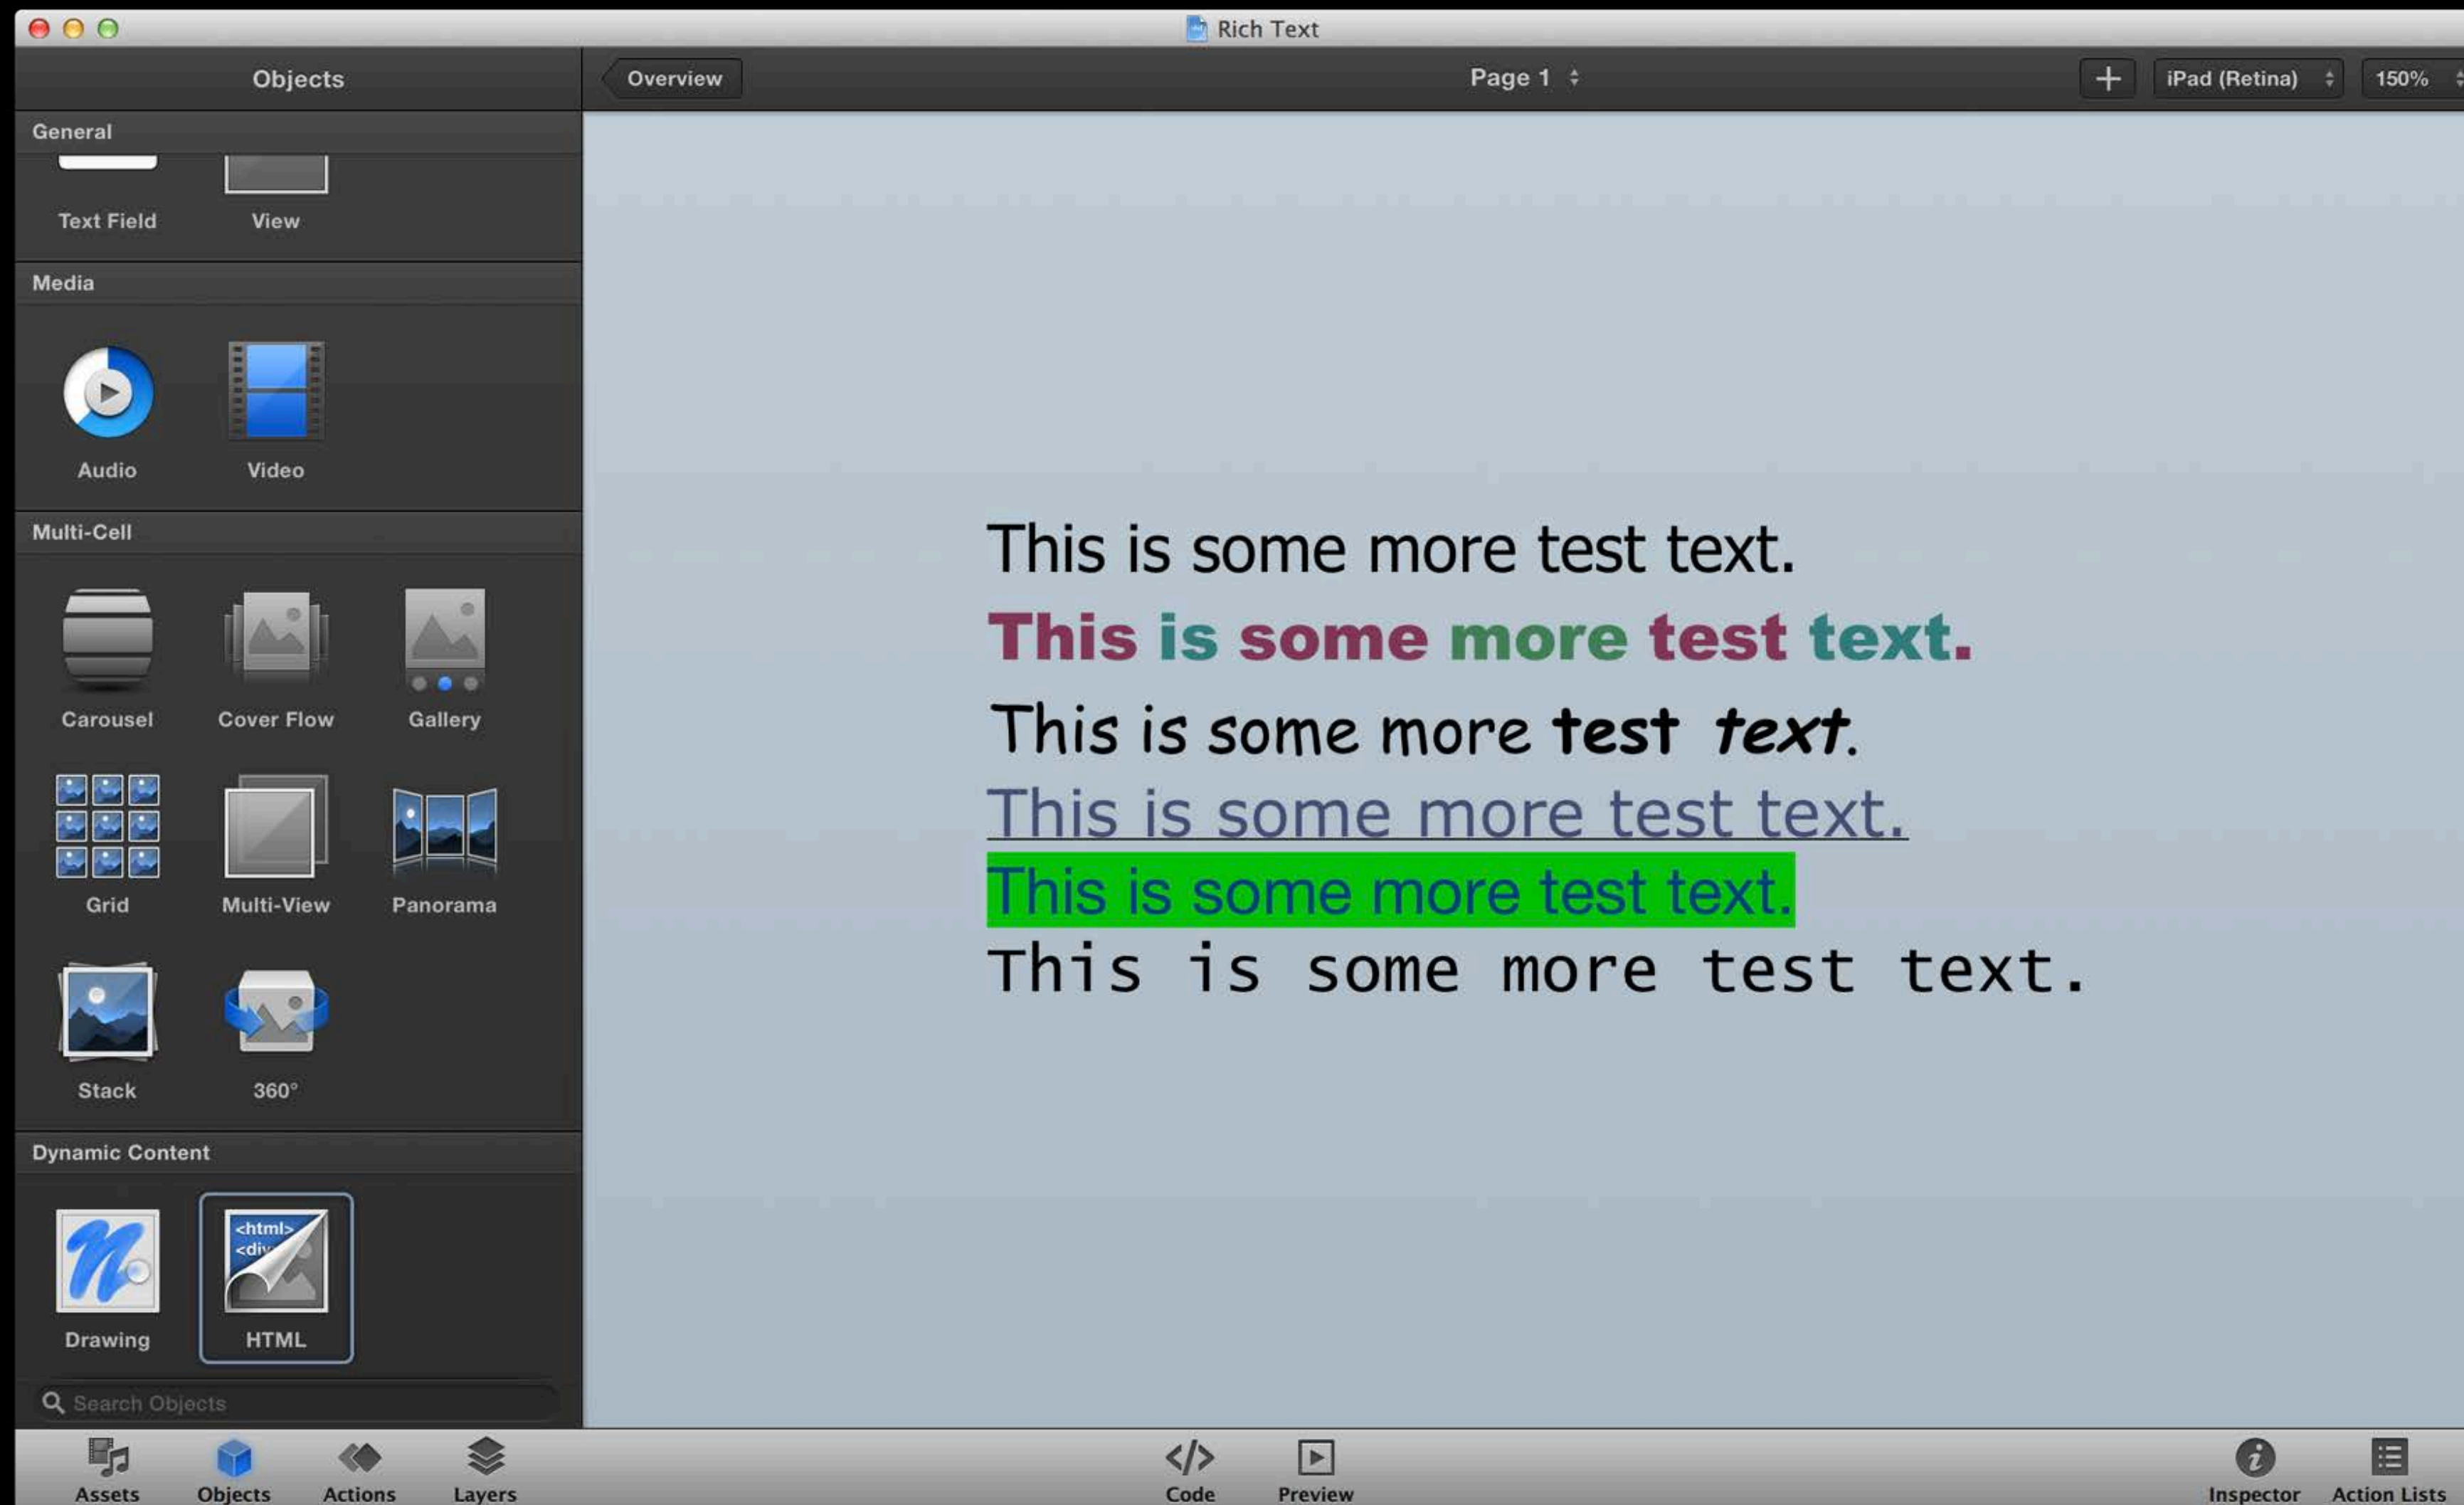 Rich Text
Objects
Overview
Page 1
iPad (Retina)
150%
General
Text Field
View
Media
Audio
Video
Multi-Cell
Carousel
Cover Flow
Gallery
Grid
Multi-View
Panorama
Stack
360°
Dynamic Content
<html>
<div
Drawing
HTML
Search Objects
This is some more test text.
This is some more test text.
This is some more test text.
This is some more test text.
This is some more test text.
This is some more test text.
Assets
Objects
Actions
Layers
</>
Code
Preview
Inspector
Action Lists